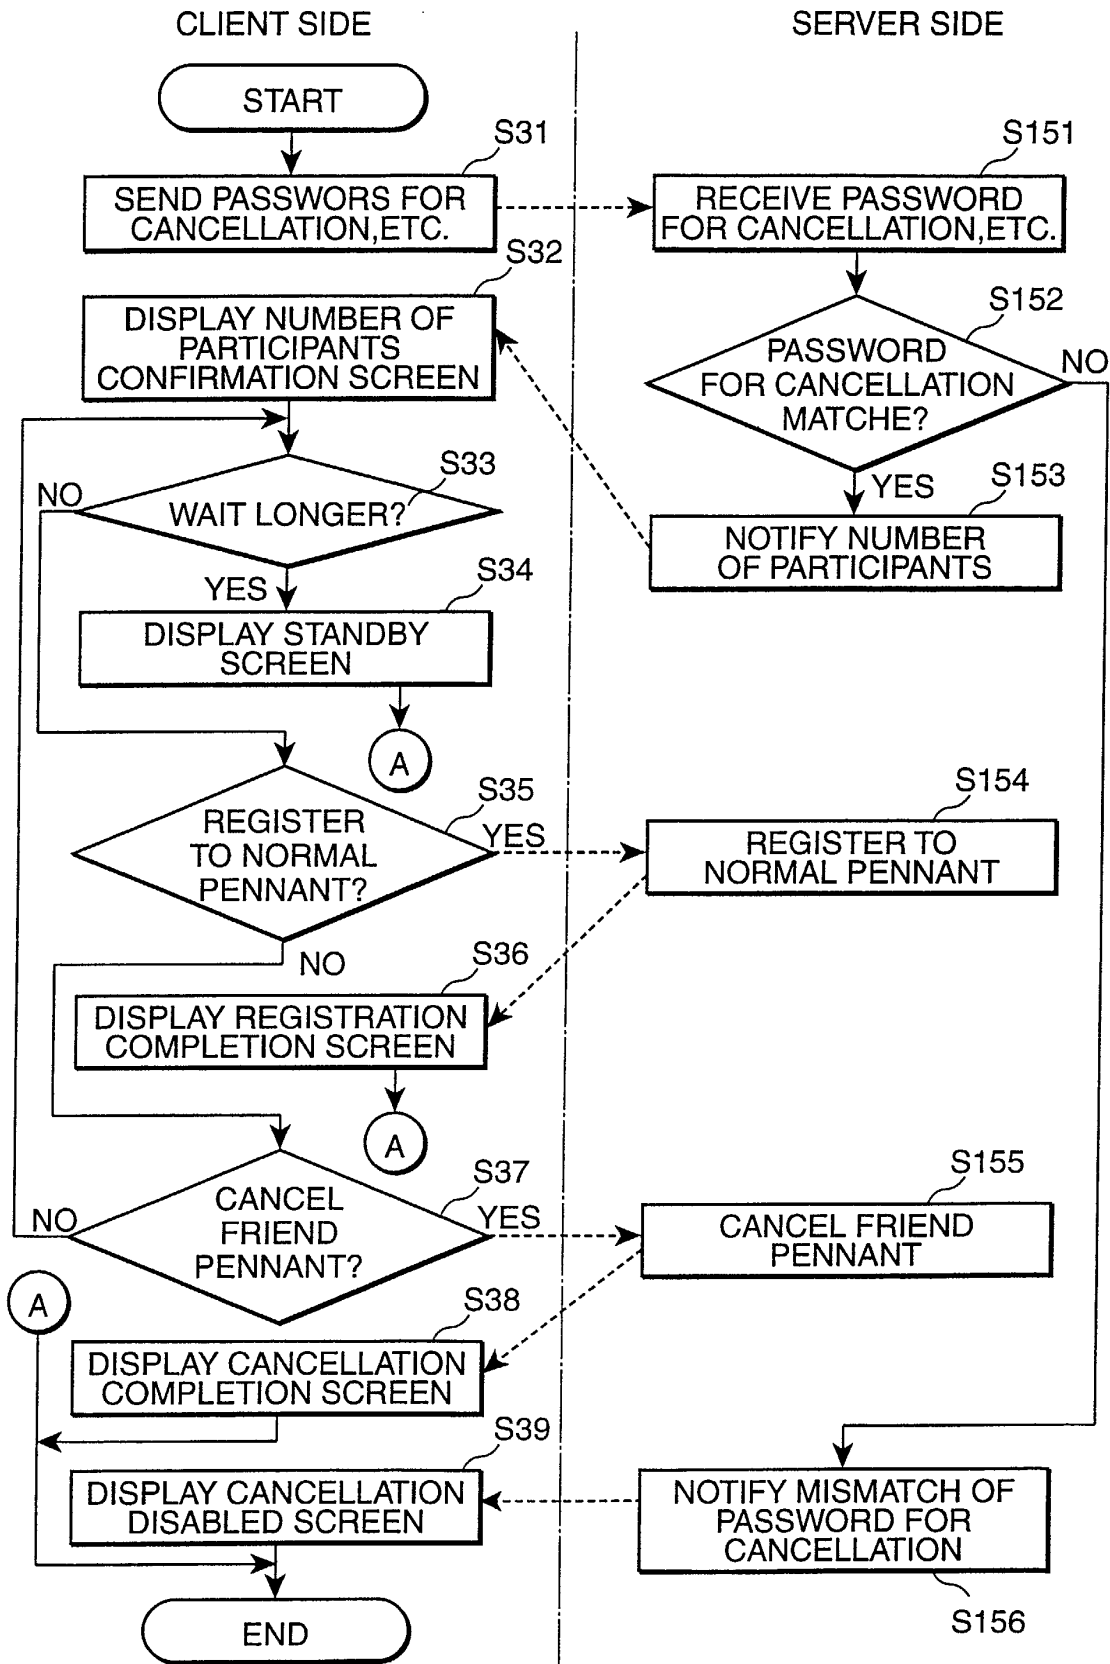 CLIENT SIDE
SERVER SIDE
START
S31
SEND PASSWORS FOR
CANCELLATION,ETC.
S151
RECEIVE PASSWORD
FOR CANCELLATION,ETC.
S32
DISPLAY NUMBER OF
PARTICIPANTS
CONFIRMATION SCREEN
S152
PASSWORD
FOR CANCELLATION
MATCHE?
NO
YES
S33
WAIT LONGER?
NO
YES
S153
NOTIFY NUMBER
OF PARTICIPANTS
S34
DISPLAY STANDBY
SCREEN
A
S35
REGISTER
TO NORMAL
PENNANT?
YES
NO
S154
REGISTER TO
NORMAL PENNANT
S36
DISPLAY REGISTRATION
COMPLETION SCREEN
A
S37
CANCEL
FRIEND
PENNANT?
NO
YES
S155
CANCEL FRIEND
PENNANT
A
S38
DISPLAY CANCELLATION
COMPLETION SCREEN
S39
DISPLAY CANCELLATION
DISABLED SCREEN
NOTIFY MISMATCH OF
PASSWORD FOR
CANCELLATION
S156
END